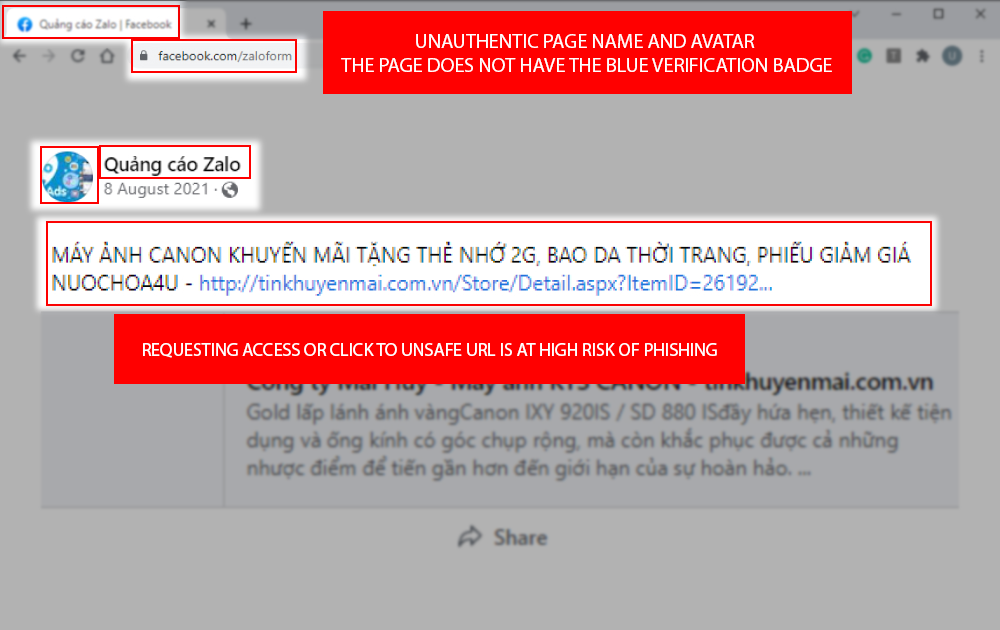 Quảng cáo Zalo | Facebook
facebook.com/zaloform
UNAUTHENTIC PAGE NAME AND AVATAR
THE PAGE DOES NOT HAVE THE BLUE VERIFICATION BADGE
U
Ads
Quảng cáo Zalo
8 August 2021 ·
MÁY ẢNH CANON KHUYẾN MÃI TẶNG THẺ NHỚ 2G, BAO DA THỜI TRANG, PHIẾU GIẢM GIÁ
NUOCHOA4U - http://tinkhuyenmai.com.vn/Store/Detail.aspx?ItemID=26192...
REQUESTING ACCESS OR CLICK TO UNSAFE URL IS AT HIGH RISK OF PHISHING
Công ty Mai Huy - Máy ảnh KTS CANON - tinkhuyenmai.com.vn
Gold lấp lánh ánh vàngCanon IXY 920IS / SD 880 ISđầy hứa hẹn, thiết kế tiện
dụng và ống kính có góc chụp rộng, mà còn khắc phục được cả những
nhược điểm để tiến gần hơn đến giới hạn của sự hoàn hảo. ...
Share